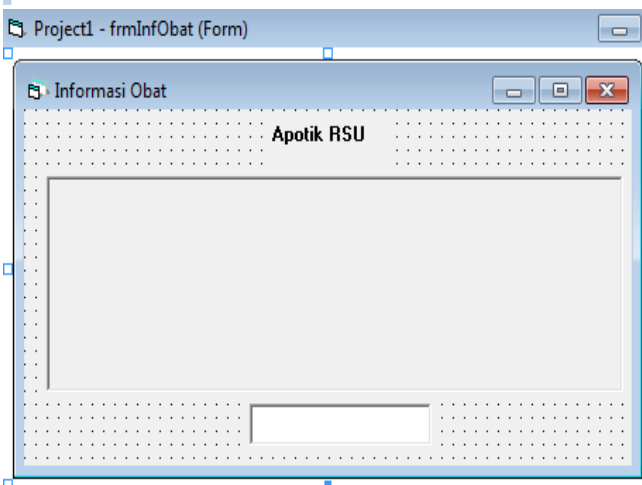 Project1 - frmInfObat (Form)
Informasi Obat
Apotik RSU